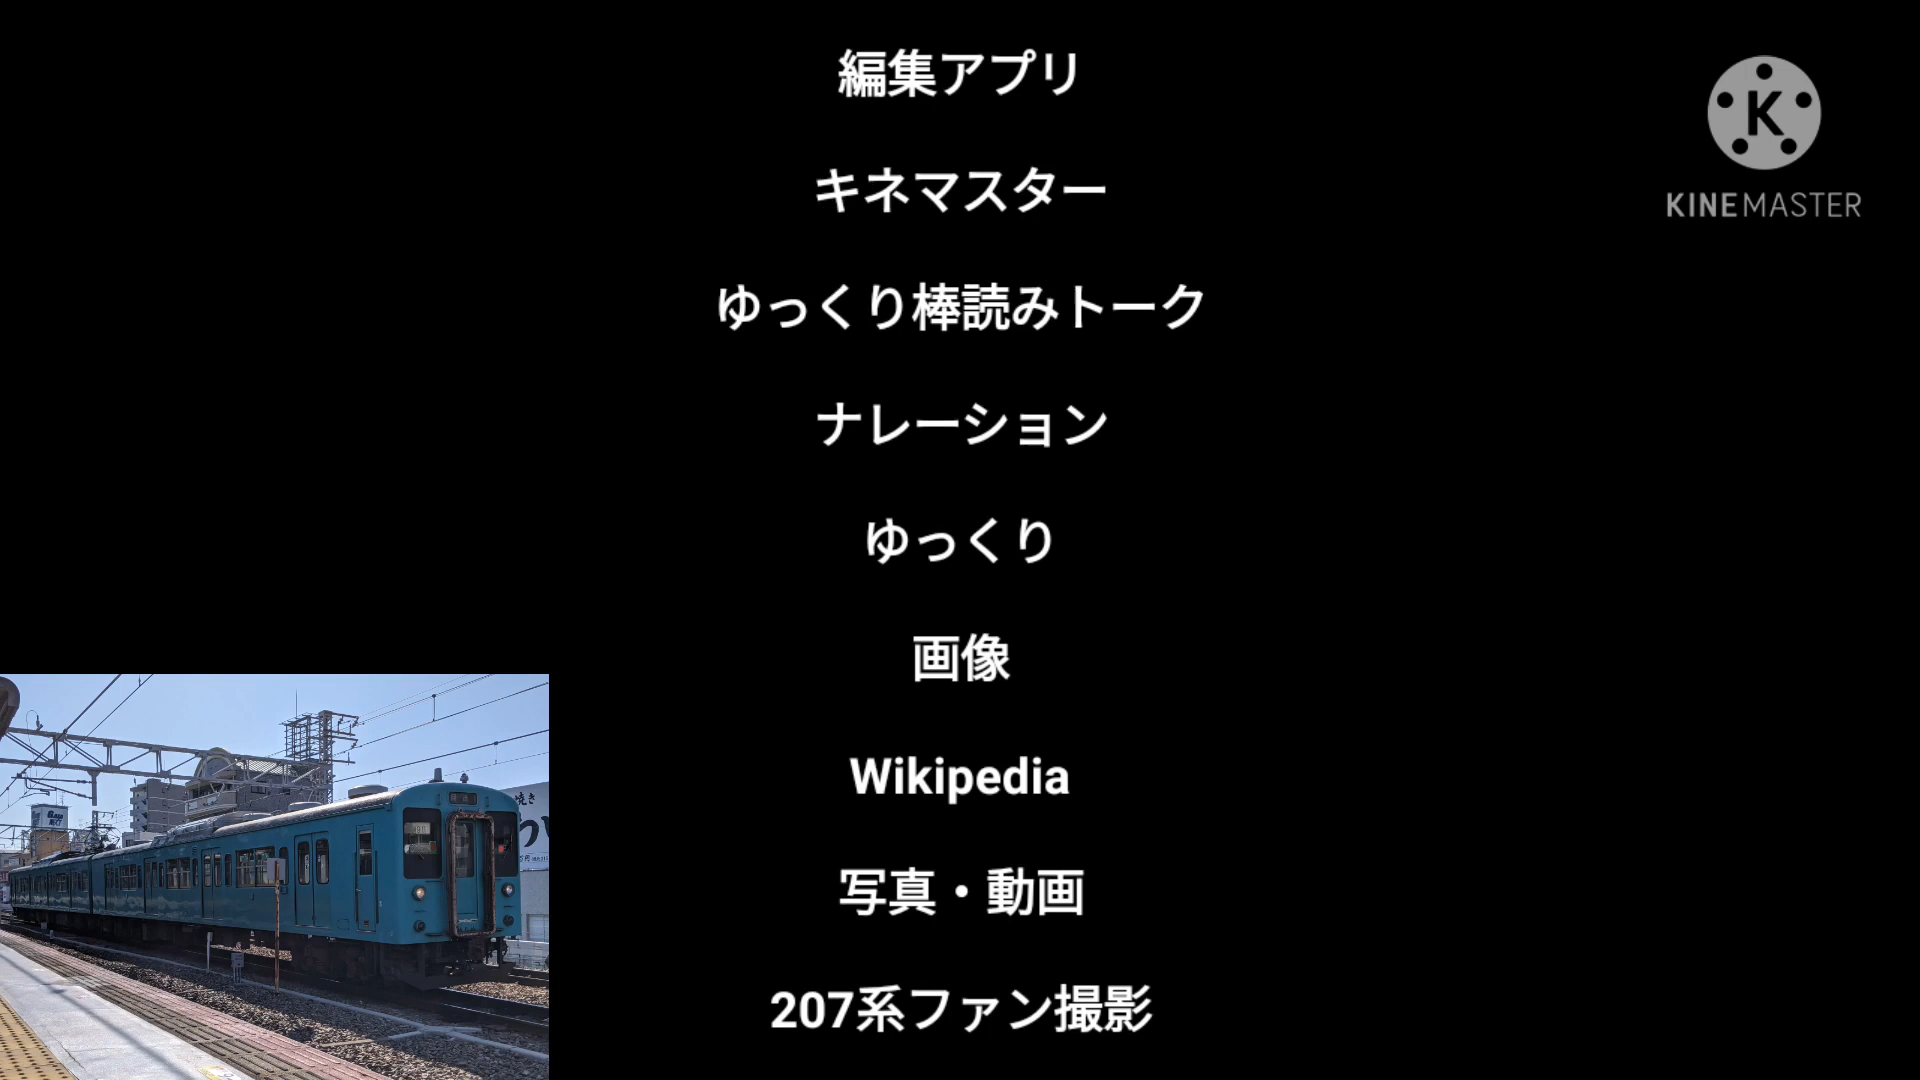 編集アプリ
キネマスター
ゆっくり棒読みトーク
ナレーション
ゆっくり
画像
Wikipedia
写真・動画
207系ファン撮影
K
KINEMASTER
焼き